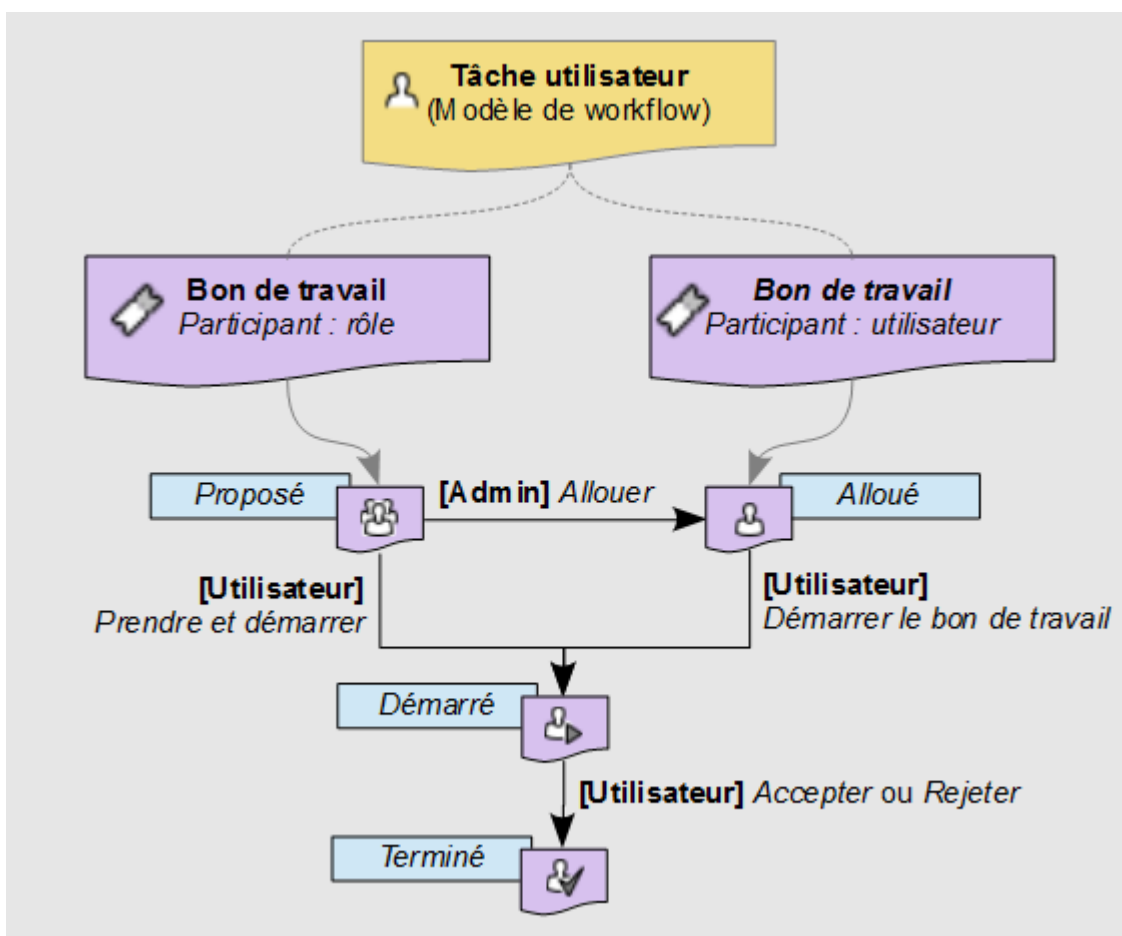 Tâche utilisateur
(Modèle de workflow)
Bon de travail
Participant : rôle
Bon de travail
Participant : utilisateur
Proposé
[Admin] Allouer
Alloué
[Utilisateur]
Prendre et démarrer
[Utilisateur]
Démarrer le bon de travail
Démarré
[Utilisateur] Accepter ou Rejeter
Terminé